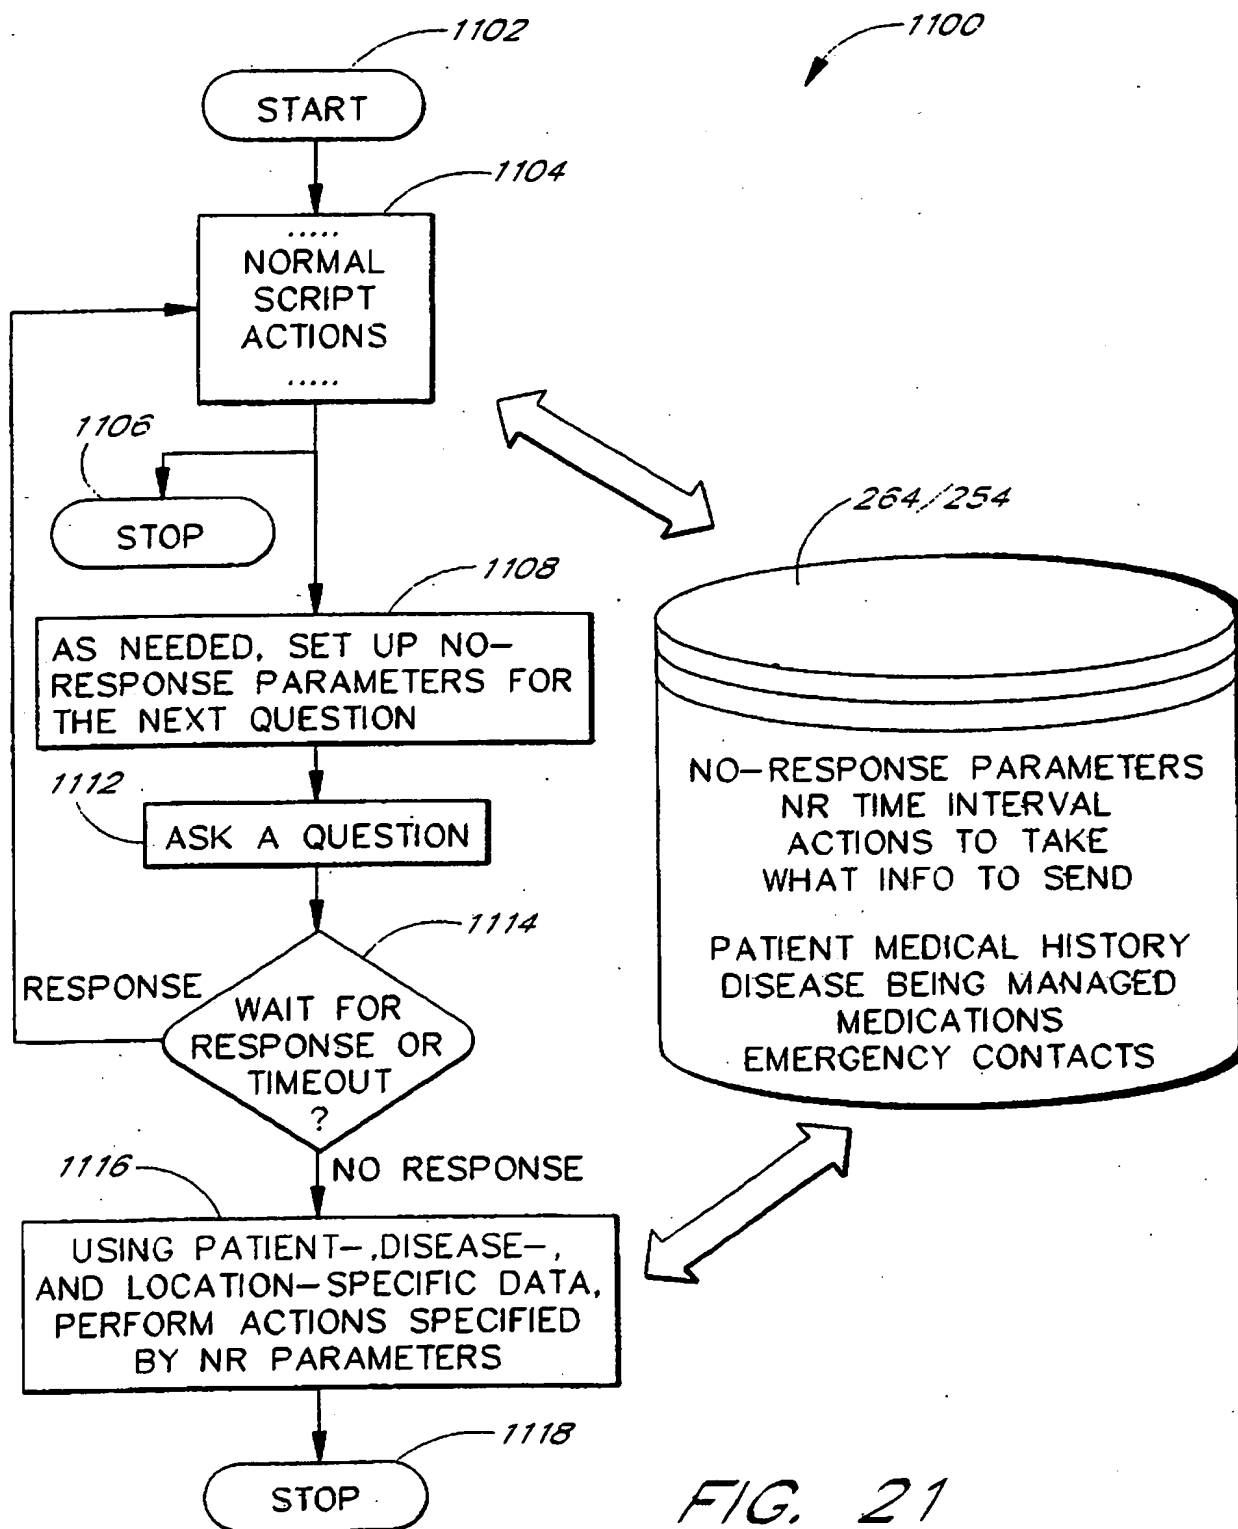 1102
1100
START
1104
.....
NORMAL
SCRIPT
ACTIONS
.....
1106
STOP
264/254
1108
AS NEEDED, SET UP NO-
RESPONSE PARAMETERS FOR
THE NEXT QUESTION
1112
ASK A QUESTION
NO-RESPONSE PARAMETERS
NR TIME INTERVAL
ACTIONS TO TAKE
WHAT INFO TO SEND
PATIENT MEDICAL HISTORY
DISEASE BEING MANAGED
MEDICATIONS
EMERGENCY CONTACTS
1114
RESPONSE
WAIT FOR
RESPONSE OR
TIMEOUT
?
1116
NO RESPONSE
USING PATIENT-,DISEASE-,
AND LOCATION-SPECIFIC DATA,
PERFORM ACTIONS SPECIFIED
BY NR PARAMETERS
1118
STOP
FIG. 21